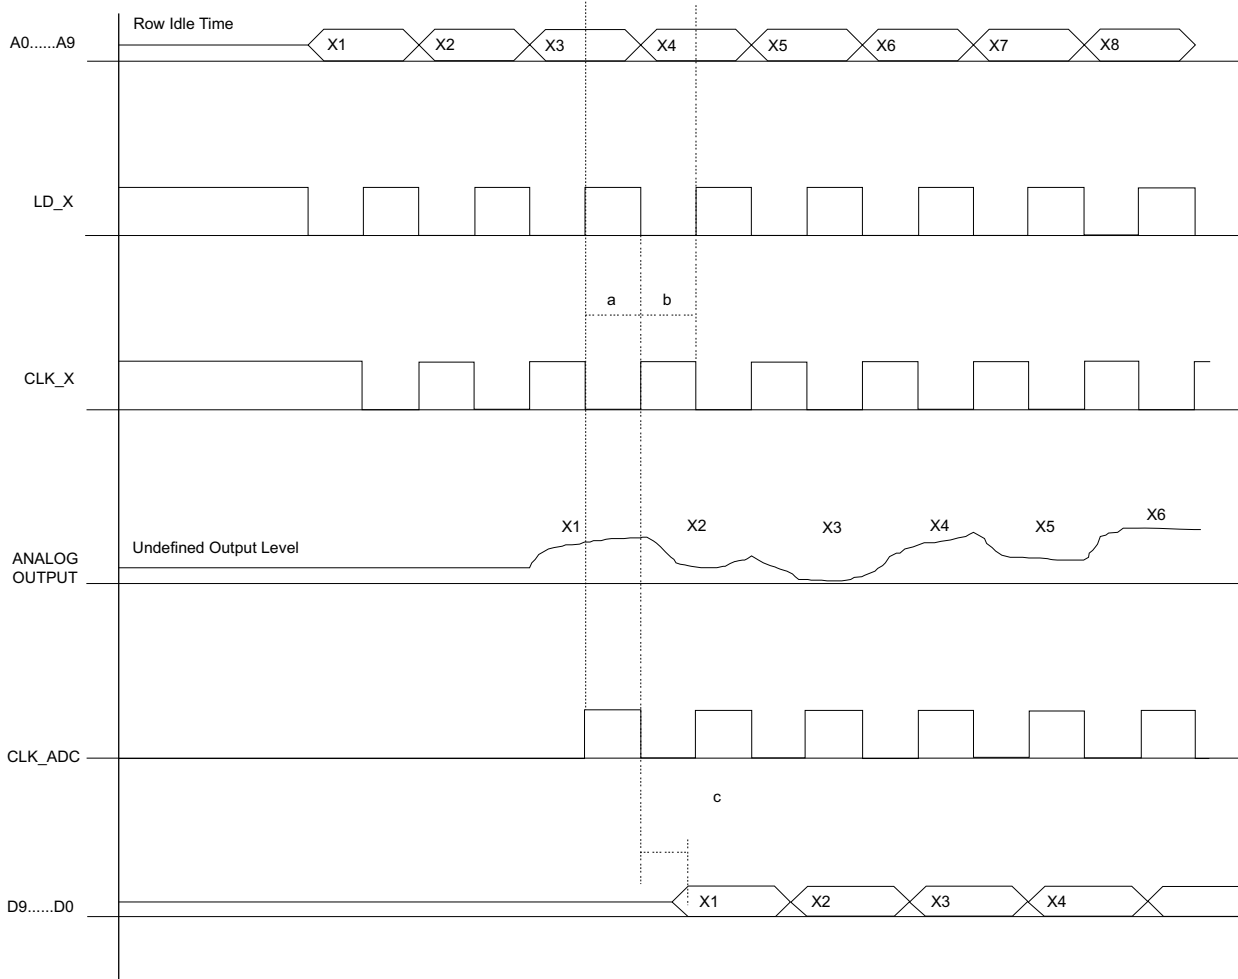 Row Idle Time
A0......A9
X1 X2 X3 X4 X5 X6 X7 X8
LD_X
a b
CLK_X
X1 X2 X3 X4 X5 X6
Undefined Output Level
ANALOG
OUTPUT
CLK_ADC
c
D9......D0
X1 X2 X3 X4